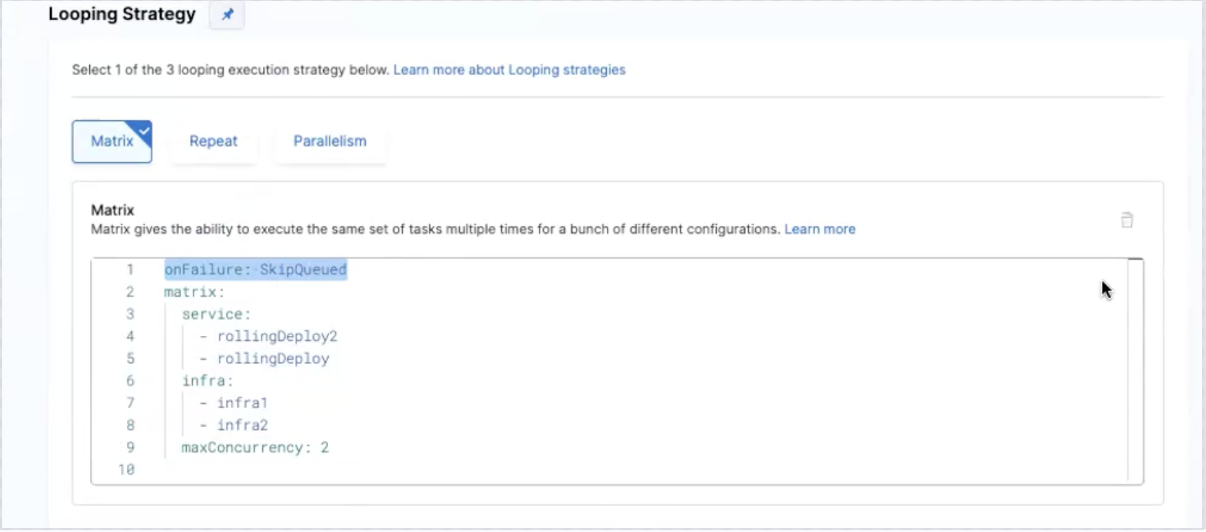 Looping Strategy
Select 1 of the 3 looping execution strategy below. Learn more about Looping strategies
Matrix Repeat Parallelism
Matrix
Matrix gives the ability to execute the same set of tasks multiple times for a bunch of different configurations. Learn more
1 onFailure: SkipQueued
2 matrix:
3   service:
4     - rollingDeploy2
5     - rollingDeploy
6   infra:
7     - infra1
8     - infra2
9   maxConcurrency: 2
10